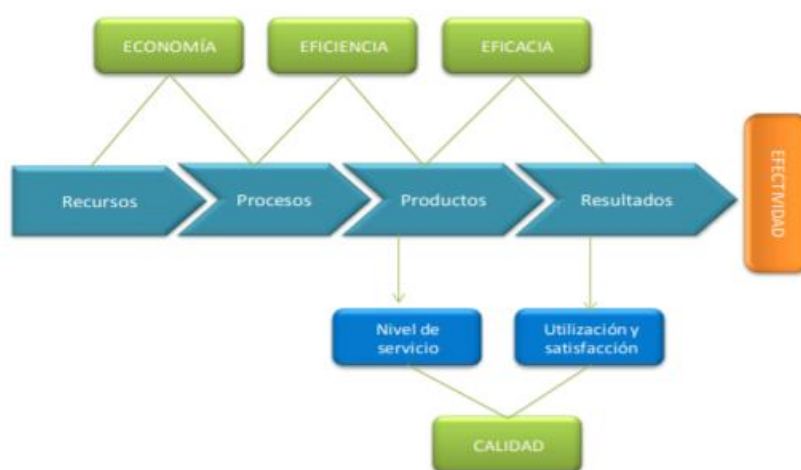 ECONOMÍA
EFICIENCIA
EFICACIA
Recursos
Procesos
Productos
Resultados
EFECTIVIDAD
Nivel de
servicio
Utilización y
satisfacción
CALIDAD